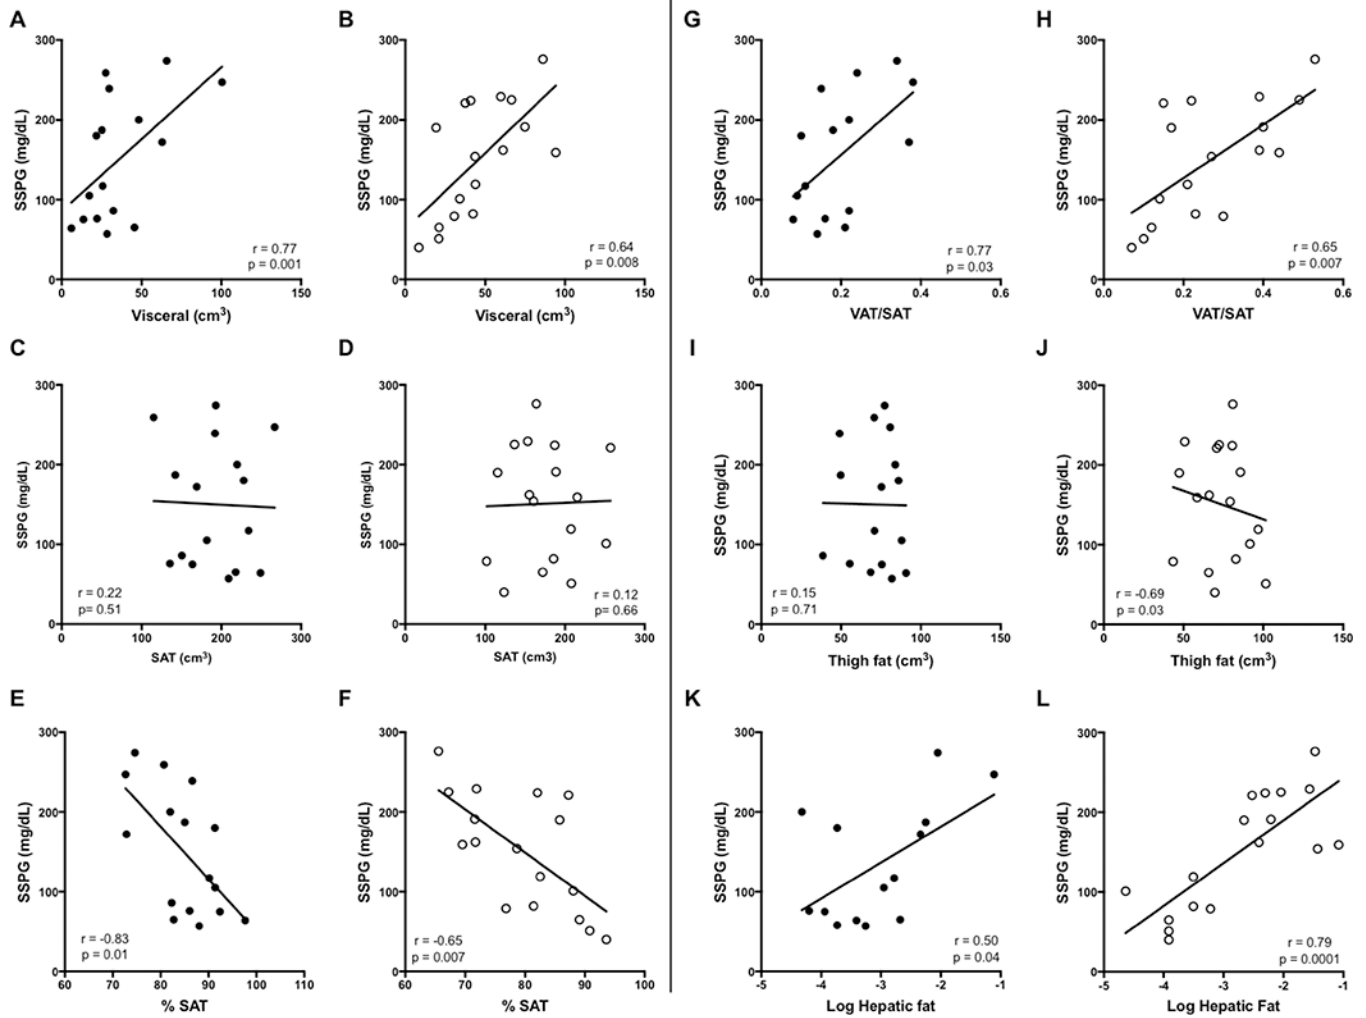 A
SSPG (mg/dL)
300
200
100
0
0 50 100 150
r = 0.77
p = 0.001
Visceral (cm³)
B
SSPG (mg/dL)
300
200
100
0
0 50 100 150
r = 0.64
p = 0.008
Visceral (cm³)
G
SSPG (mg/dL)
300
200
100
0
0.0 0.2 0.4 0.6
r = 0.77
p = 0.03
VAT/SAT
H
SSPG (mg/dL)
300
200
100
0
0.0 0.2 0.4 0.6
r = 0.65
p = 0.007
VAT/SAT
C
SSPG (mg/dL)
300
200
100
0
0 100 200 300
r = 0.22
p= 0.51
SAT (cm³)
D
SSPG (mg/dL)
300
200
100
0
0 100 200 300
r = 0.12
p= 0.66
SAT (cm3)
I
SSPG (mg/dL)
300
200
100
0
0 50 100 150
r = 0.15
p = 0.71
Thigh fat (cm³)
J
SSPG (mg/dL)
300
200
100
0
0 50 100 150
r = -0.69
p = 0.03
Thigh fat (cm³)
E
SSPG (mg/dL)
300
200
100
0
60 70 80 90 100 110
r = -0.83
p = 0.01
% SAT
F
SSPG (mg/dL)
300
200
100
0
60 70 80 90 100
r = -0.65
p = 0.007
% SAT
K
SSPG (mg/dL)
300
200
100
0
-5 -4 -3 -2 -1
r = 0.50
p = 0.04
Log Hepatic fat
L
SSPG (mg/dL)
300
200
100
0
-5 -4 -3 -2 -1
r = 0.79
p = 0.0001
Log Hepatic Fat